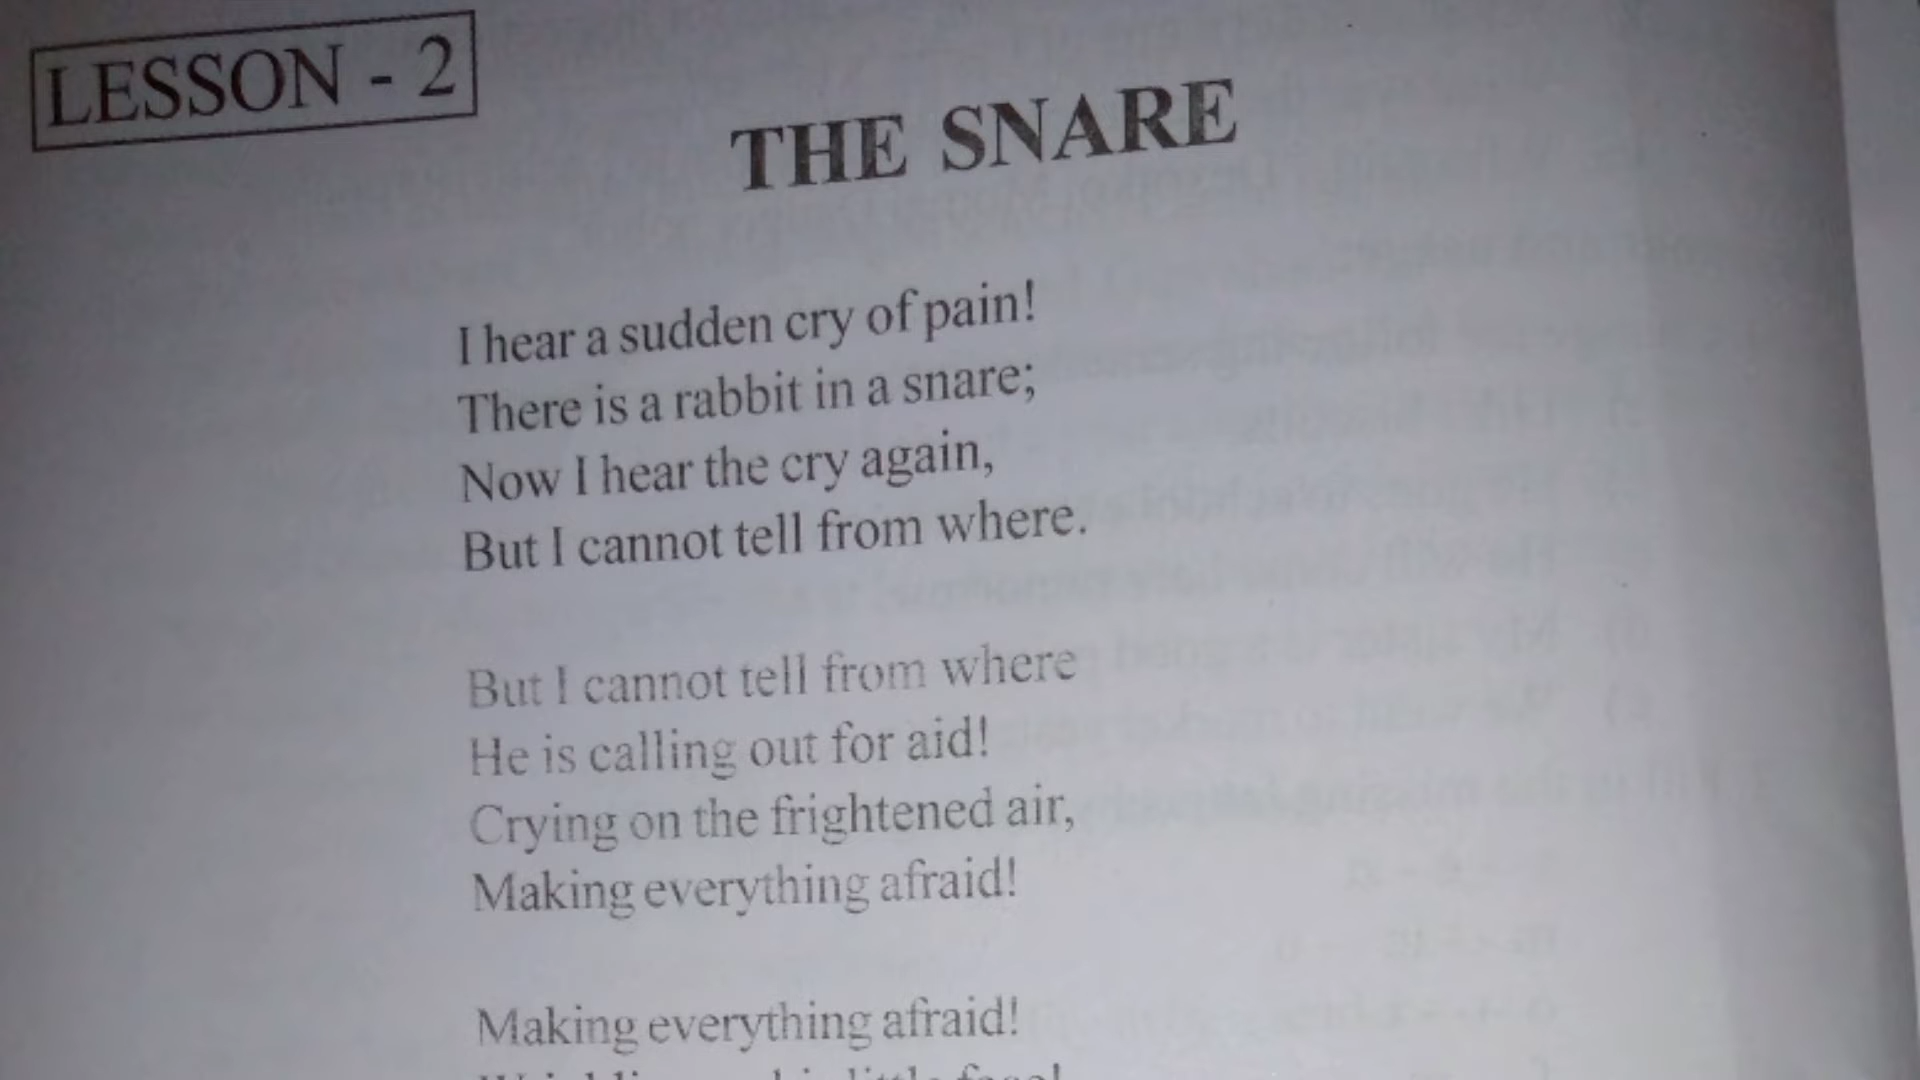 LESSON - 2
THE SNARE
I hear a sudden cry of pain!
There is a rabbit in a snare;
Now I hear the cry again,
But I cannot tell from where.
But I cannot tell from where
He is calling out for aid!
Crying on the frightened air,
Making everything afraid!
Making everything afraid!